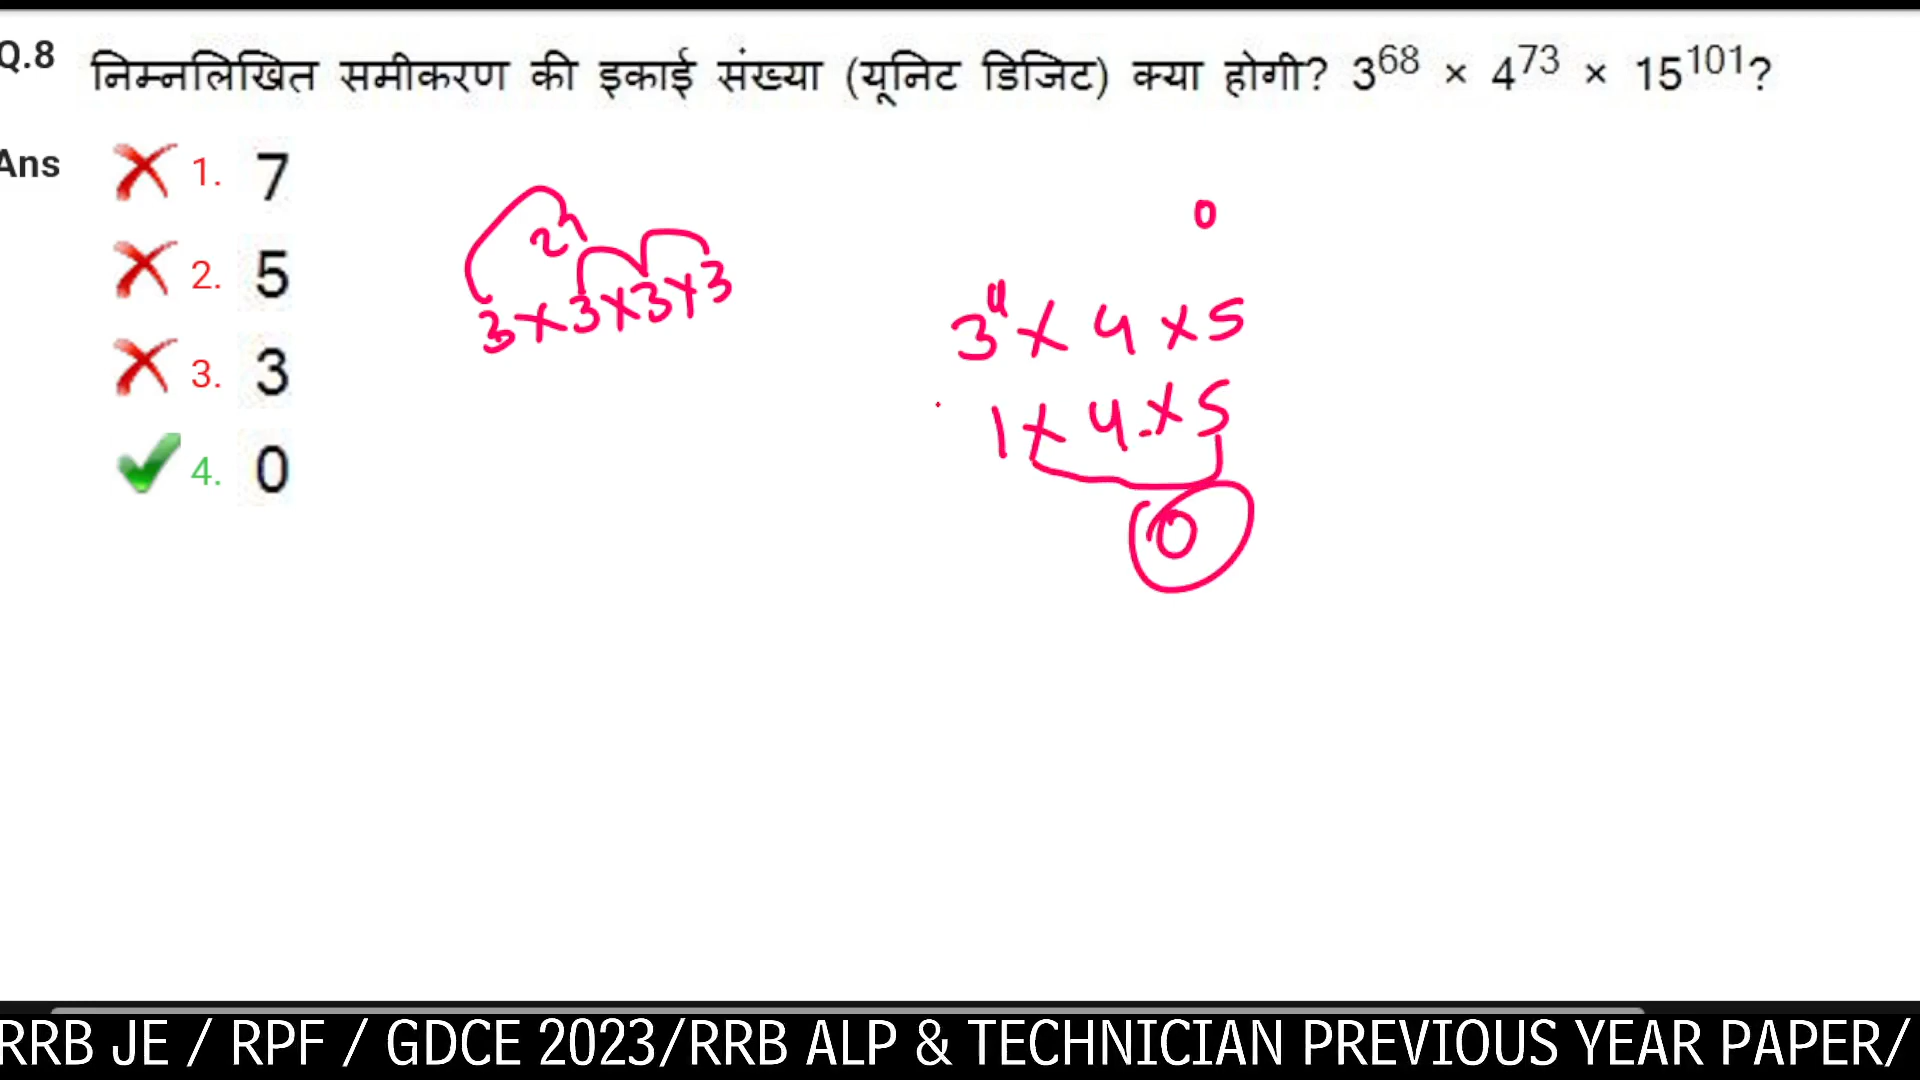 Q.8 निम्नलिखित समीकरण की इकाई संख्या (यूनिट डिजिट) क्या होगी? 3⁶⁸ × 4⁷³ × 15¹⁰¹?
Ans 1. 7
2. 5
3. 3
4. 0
3×3×3×3
0
3⁴ × 4 × 5
1 × 4 × 5
0
RRB JE / RPF / GDCE 2023/RRB ALP & TECHNICIAN PREVIOUS YEAR PAPER/